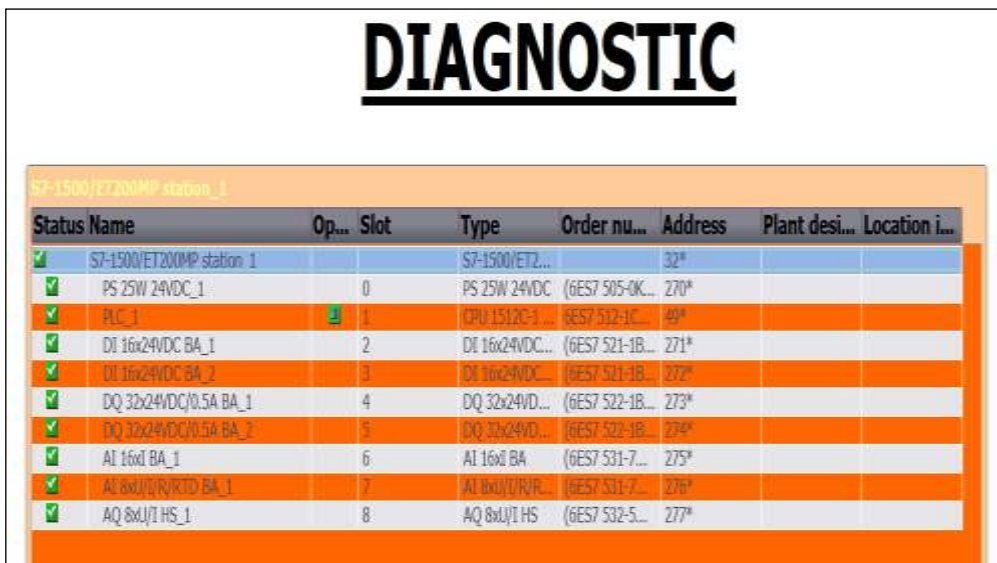 DIAGNOSTIC
S7-1500/ET200MP station_1
Status Name Op... Slot Type Order nu... Address Plant desi... Location i...
S7-1500/ET200MP station_1 S7-1500/ET2... 32*
PS 25W 24VDC_1 0 PS 25W 24VDC (6ES7 505-0K... 270*
PLC_1 1 CPU 1512C-1 ... 6ES7 512-1C... 49*
DI 16x24VDC BA_1 2 DI 16x24VDC... (6ES7 521-1B... 271*
DI 16x24VDC BA_2 3 DI 16x24VDC... (6ES7 521-1B... 272*
DQ 32x24VDC/0.5A BA_1 4 DQ 32x24VD... (6ES7 522-1B... 273*
DQ 32x24VDC/0.5A BA_2 5 DQ 32x24VD... (6ES7 522-1B... 274*
AI 16xI BA_1 6 AI 16xI BA (6ES7 531-7... 275*
AI 8xU/I/R/RTD BA_1 7 AI 8xU/I/R/R... (6ES7 531-7... 276*
AQ 8xU/I HS_1 8 AQ 8xU/I HS (6ES7 532-5... 277*